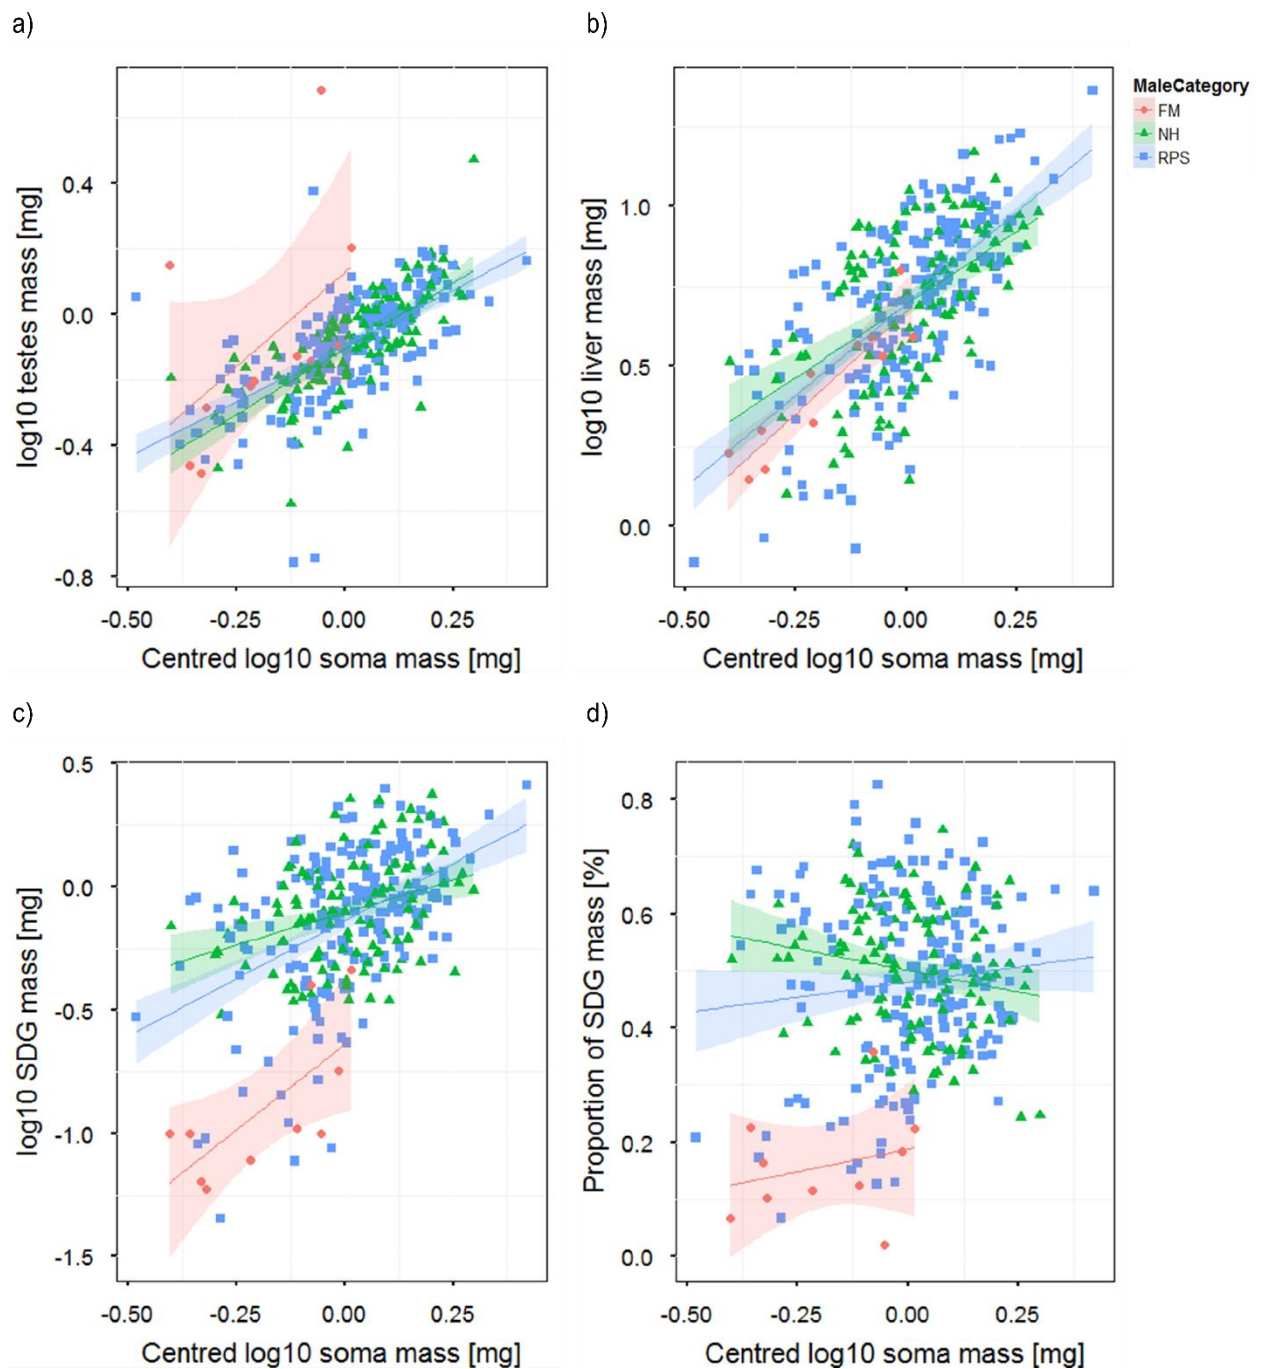 a)
b)
log10 testes mass [mg]
0.4
0.0
-0.4
-0.8
-0.50 -0.25 0.00 0.25
Centred log10 soma mass [mg]
log10 liver mass [mg]
1.0
0.5
0.0
-0.50 -0.25 0.00 0.25
Centred log10 soma mass [mg]
MaleCategory
FM
NH
RPS
c)
d)
log10 SDG mass [mg]
0.5
0.0
-0.5
-1.0
-1.5
-0.50 -0.25 0.00 0.25
Centred log10 soma mass [mg]
Proportion of SDG mass [%]
0.8
0.6
0.4
0.2
0.0
-0.50 -0.25 0.00 0.25
Centred log10 soma mass [mg]